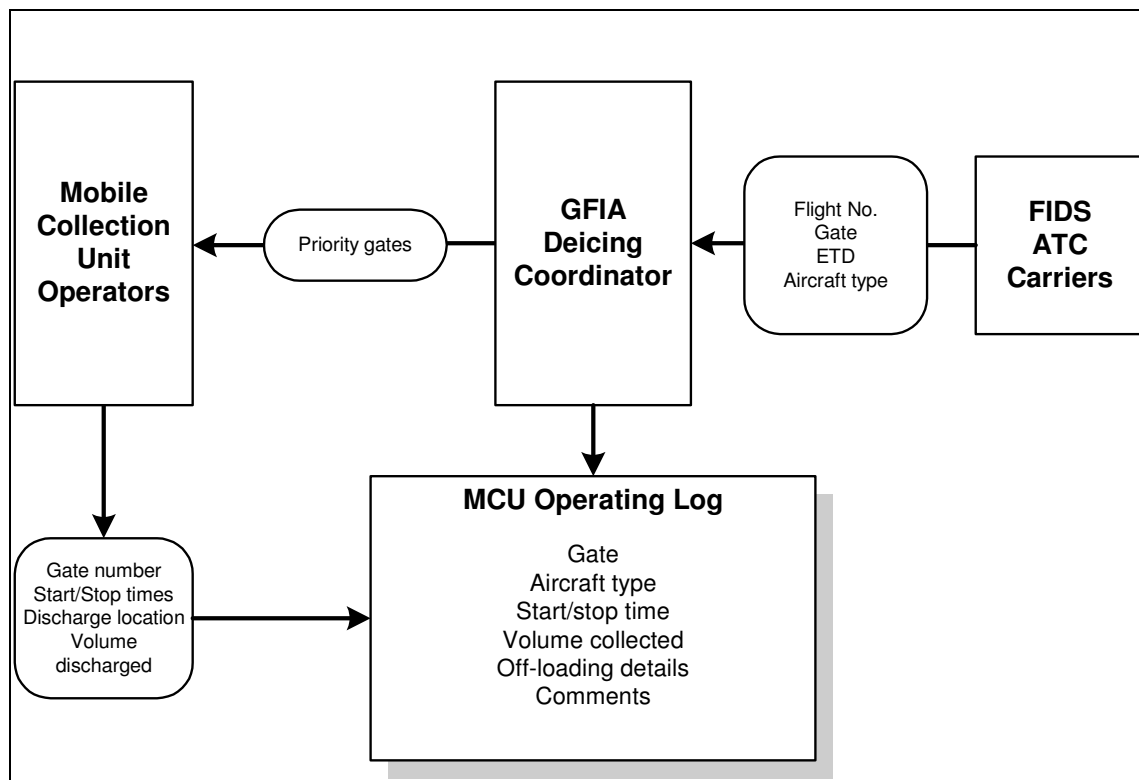 Mobile
Collection
Unit
Operators
Priority gates
GFIA
Deicing
Coordinator
Flight No.
Gate
ETD
Aircraft type
FIDS
ATC
Carriers
Gate number
Start/Stop times
Discharge location
Volume
discharged
MCU Operating Log
Gate
Aircraft type
Start/stop time
Volume collected
Off-loading details
Comments